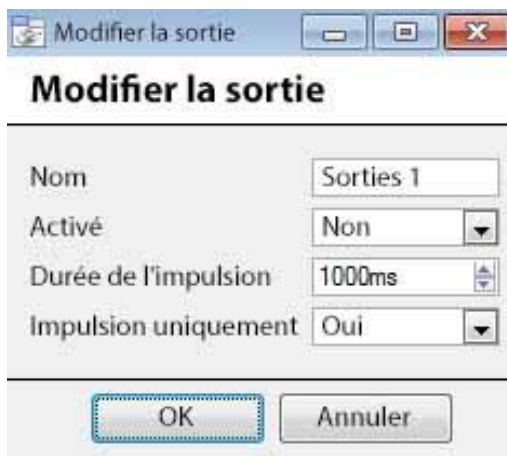 Modifier la sortie
Modifier la sortie
Nom Sorties 1
Activé Non
Durée de l'impulsion 1000ms
Impulsion uniquement Oui
OK Annuler